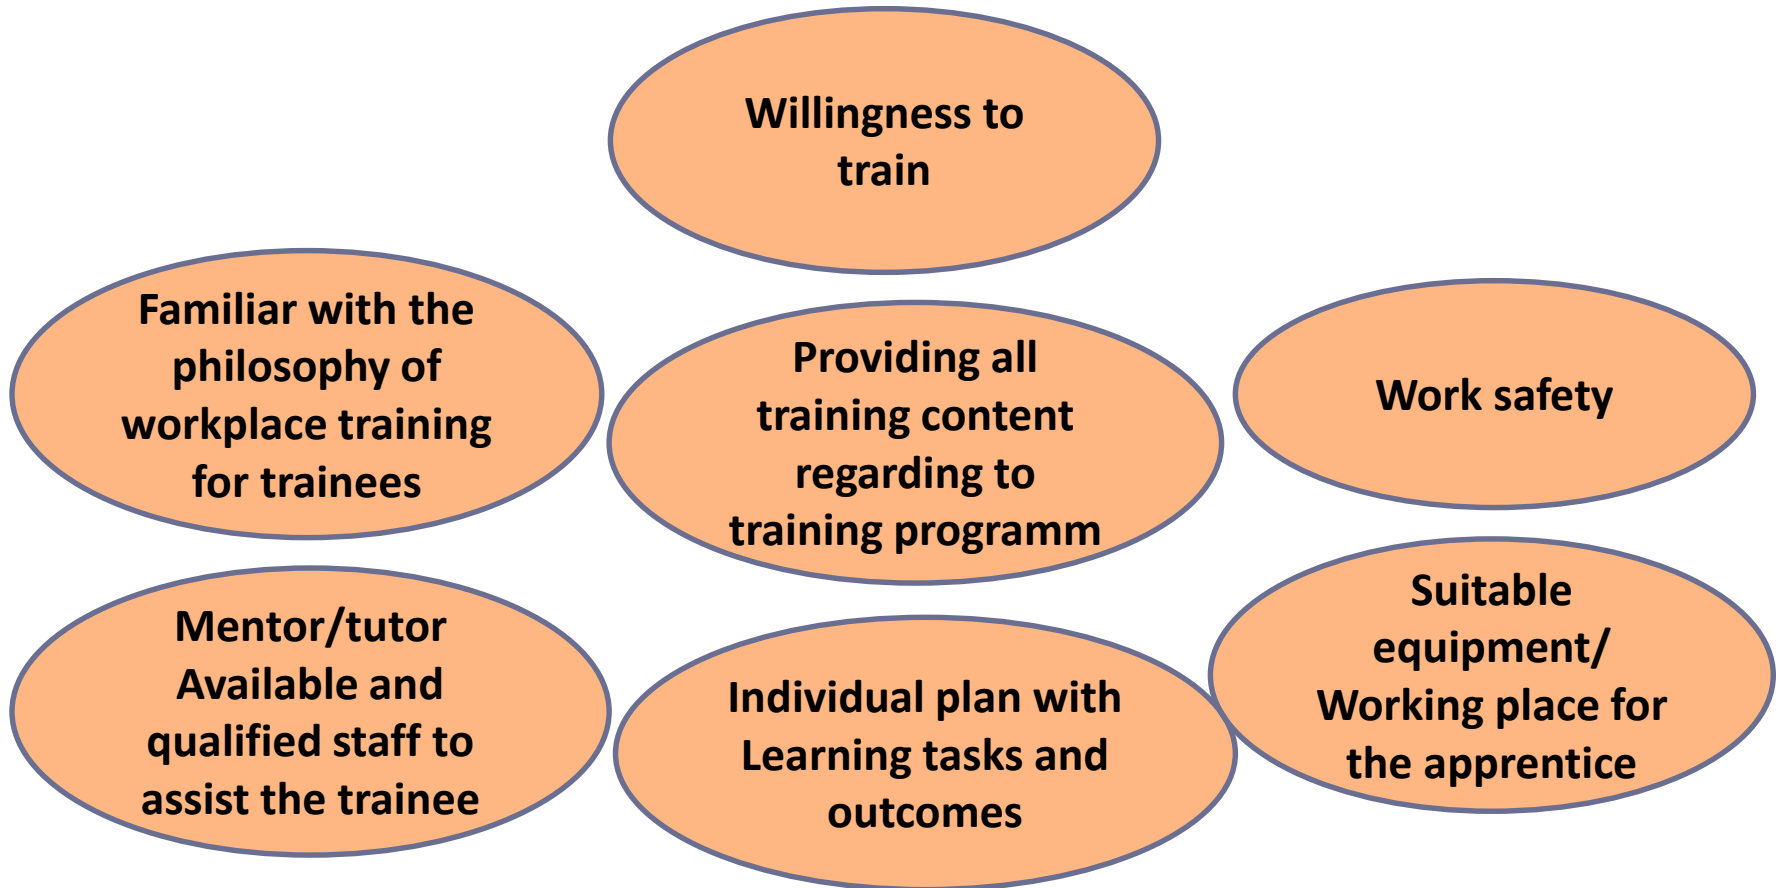 Willingness to
train
Familiar with the
philosophy of
workplace training
for trainees
Providing all
training content
regarding to
training programm
Work safety
Mentor/tutor
Available and
qualified staff to
assist the trainee
Individual plan with
Learning tasks and
outcomes
Suitable
equipment/
Working place for
the apprentice